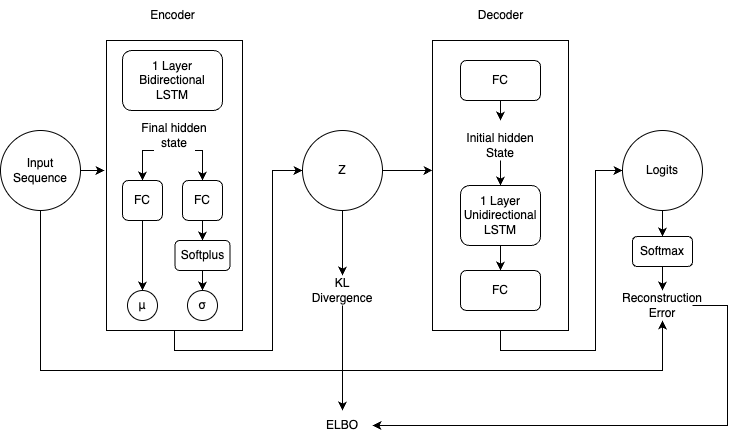 Encoder
Decoder
1 Layer
Bidirectional
LSTM
Final hidden
state
FC
FC
Softplus
μ
σ
Input
Sequence
Z
KL
Divergence
FC
Initial hidden
State
1 Layer
Unidirectional
LSTM
FC
Logits
Softmax
Reconstruction
Error
ELBO